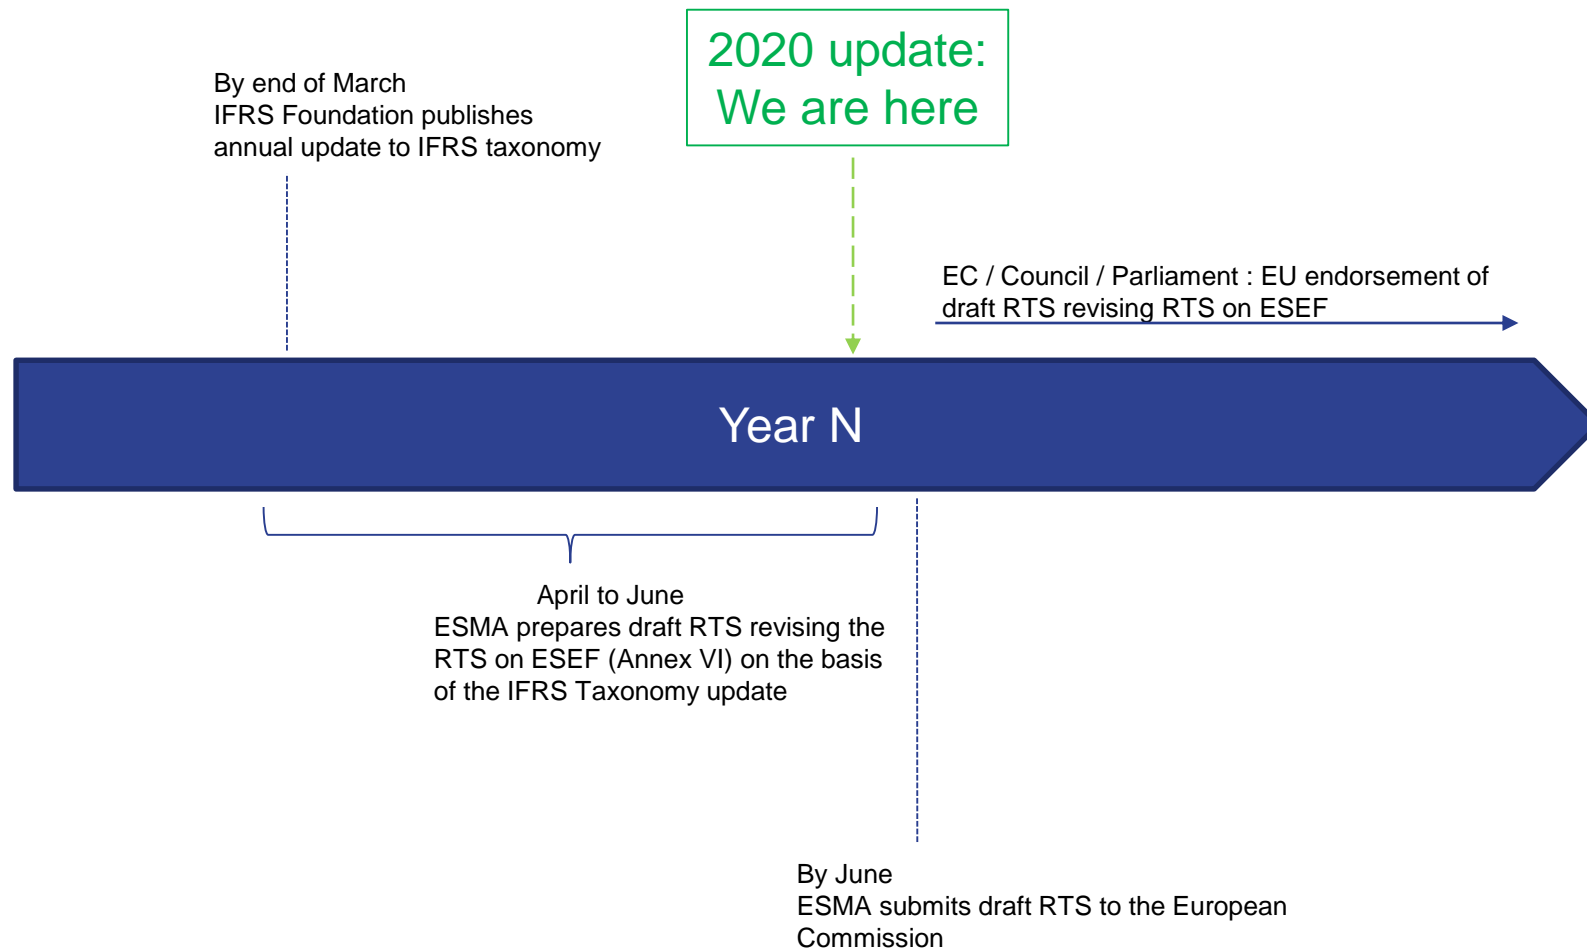 2020 update:
We are here
By end of March
IFRS Foundation publishes
annual update to IFRS taxonomy
EC / Council / Parliament : EU endorsement of
draft RTS revising RTS on ESEF
Year N
April to June
ESMA prepares draft RTS revising the
RTS on ESEF (Annex VI) on the basis
of the IFRS Taxonomy update
By June
ESMA submits draft RTS to the European
Commission